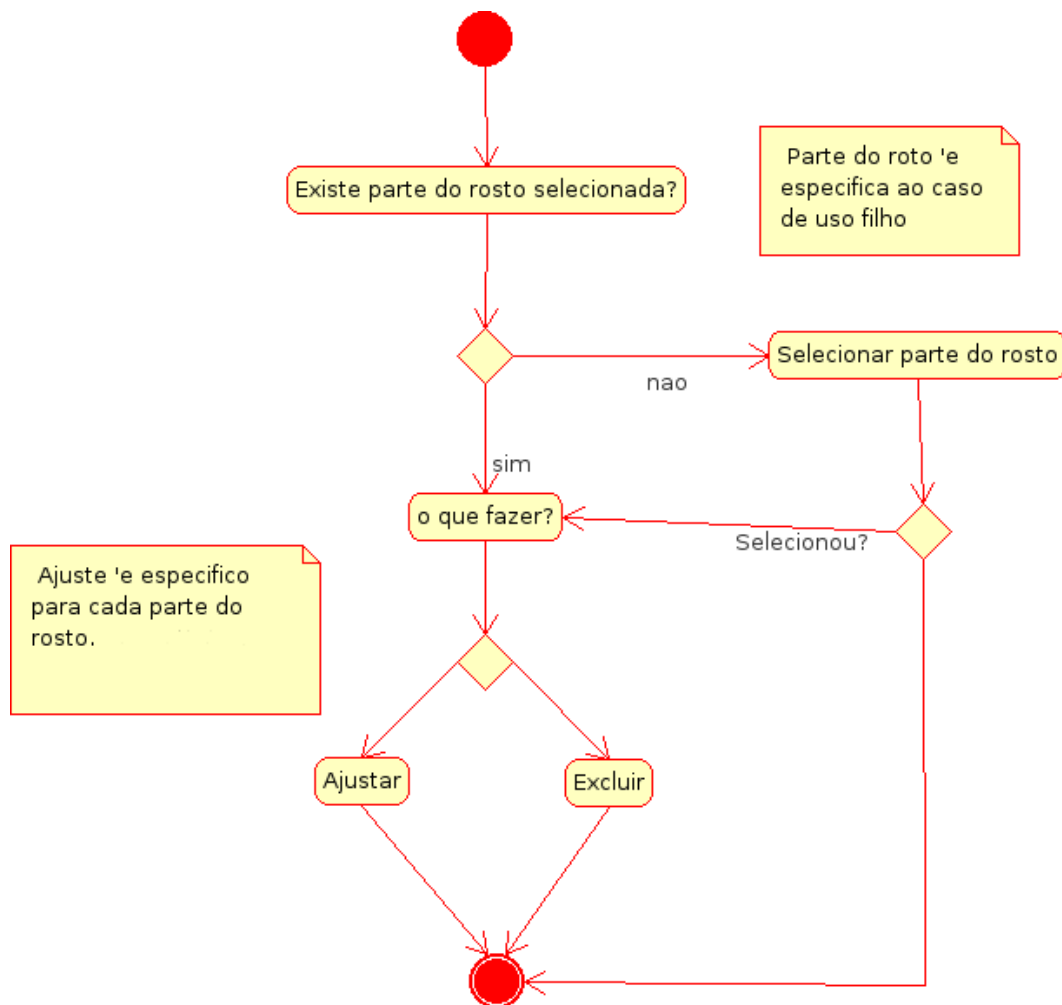 Existe parte do rosto selecionada?
Parte do roto 'e
especifica ao caso
de uso filho
Selecionar parte do rosto
nao
sim
o que fazer?
Selecionou?
Ajuste 'e especifico
para cada parte do
rosto.
Ajustar
Excluir